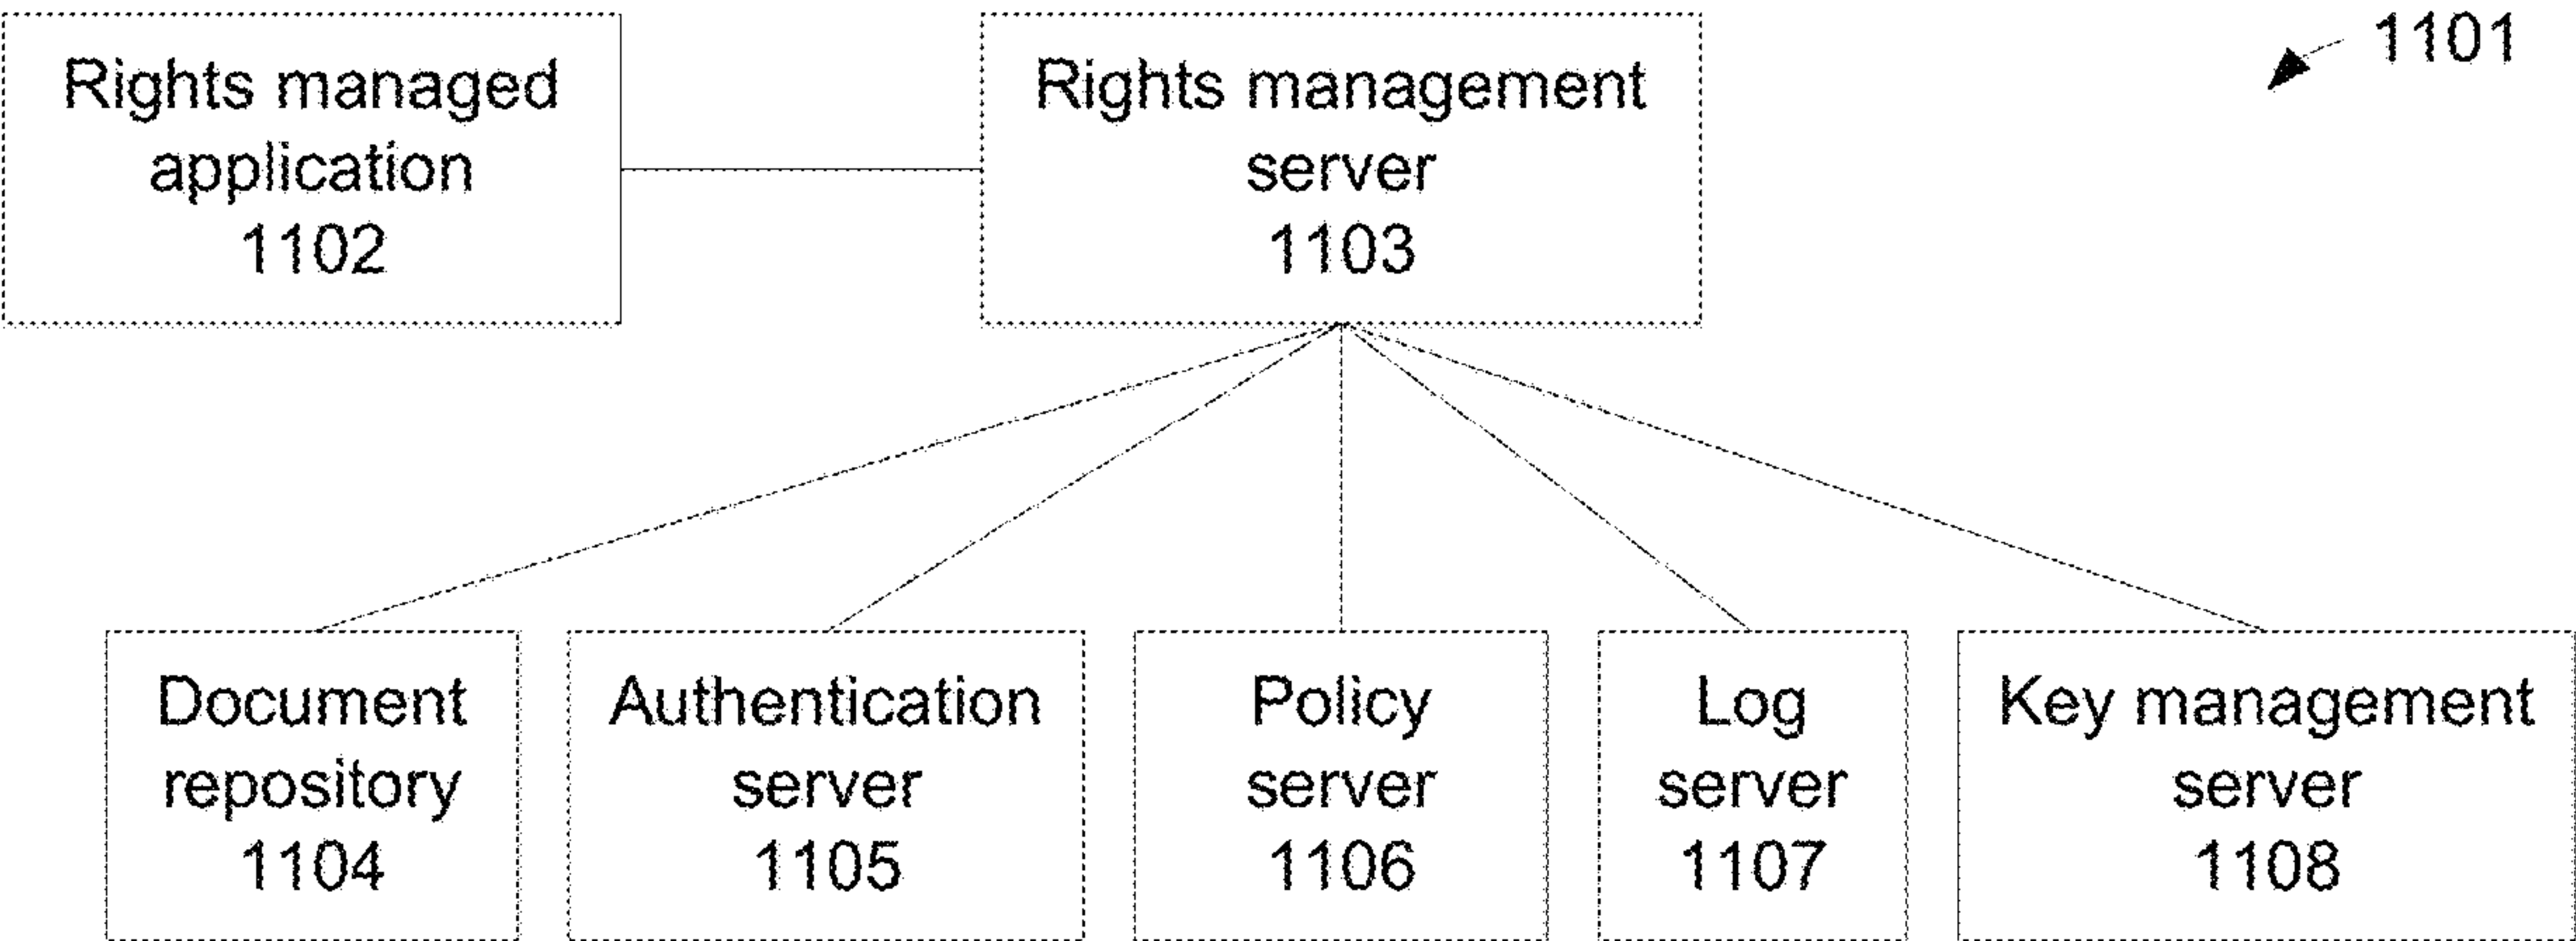 Rights managed
application
1102
Rights management
server
1103
1101
Document
repository
1104
Authentication
server
1105
Policy
server
1106
Log
server
1107
Key management
server
1108